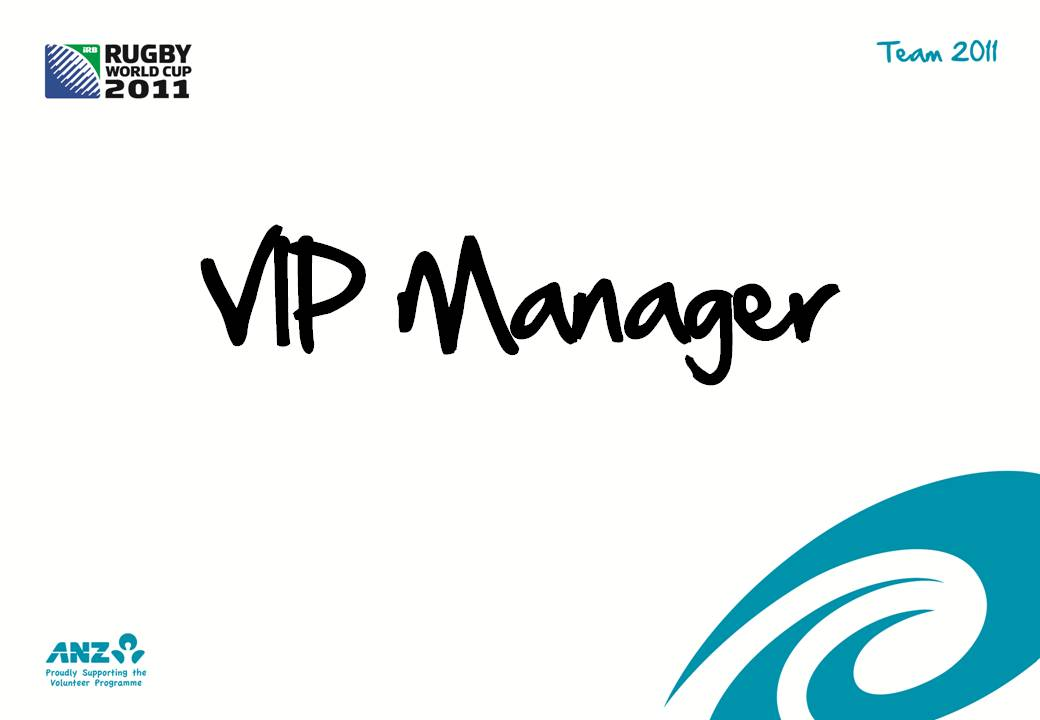 iRB
RUGBY
WORLD CUP
2011
Team 2011
VIP Manager
ANZ
Proudly Supporting the
Volunteer Programme